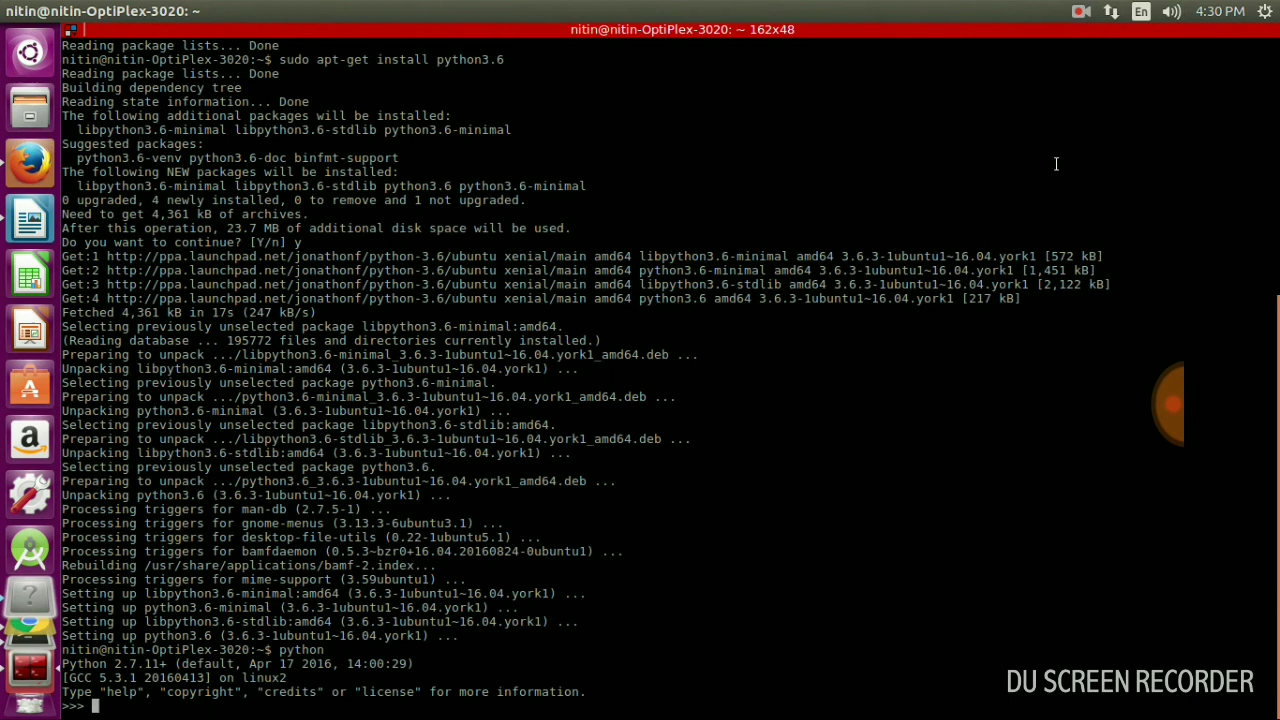 nitin@nitin-OptiPlex-3020: ~
En
4:30 PM
nitin@nitin-OptiPlex-3020: ~ 162x48
Reading package lists... Done
nitin@nitin-OptiPlex-3020:~$ sudo apt-get install python3.6
Reading package lists... Done
Building dependency tree
Reading state information... Done
The following additional packages will be installed:
  libpython3.6-minimal libpython3.6-stdlib python3.6-minimal
Suggested packages:
  python3.6-venv python3.6-doc binfmt-support
The following NEW packages will be installed:
  libpython3.6-minimal libpython3.6-stdlib python3.6 python3.6-minimal
0 upgraded, 4 newly installed, 0 to remove and 1 not upgraded.
Need to get 4,361 kB of archives.
After this operation, 23.7 MB of additional disk space will be used.
Do you want to continue? [Y/n] y
Get:1 http://ppa.launchpad.net/jonathonf/python-3.6/ubuntu xenial/main amd64 libpython3.6-minimal amd64 3.6.3-1ubuntu1~16.04.york1 [572 kB]
Get:2 http://ppa.launchpad.net/jonathonf/python-3.6/ubuntu xenial/main amd64 python3.6-minimal amd64 3.6.3-1ubuntu1~16.04.york1 [1,451 kB]
Get:3 http://ppa.launchpad.net/jonathonf/python-3.6/ubuntu xenial/main amd64 libpython3.6-stdlib amd64 3.6.3-1ubuntu1~16.04.york1 [2,122 kB]
Get:4 http://ppa.launchpad.net/jonathonf/python-3.6/ubuntu xenial/main amd64 python3.6 amd64 3.6.3-1ubuntu1~16.04.york1 [217 kB]
Fetched 4,361 kB in 17s (247 kB/s)
Selecting previously unselected package libpython3.6-minimal:amd64.
(Reading database ... 195772 files and directories currently installed.)
Preparing to unpack .../libpython3.6-minimal_3.6.3-1ubuntu1~16.04.york1_amd64.deb ...
Unpacking libpython3.6-minimal:amd64 (3.6.3-1ubuntu1~16.04.york1) ...
Selecting previously unselected package python3.6-minimal.
Preparing to unpack .../python3.6-minimal_3.6.3-1ubuntu1~16.04.york1_amd64.deb ...
Unpacking python3.6-minimal (3.6.3-1ubuntu1~16.04.york1) ...
Selecting previously unselected package libpython3.6-stdlib:amd64.
Preparing to unpack .../libpython3.6-stdlib_3.6.3-1ubuntu1~16.04.york1_amd64.deb ...
Unpacking libpython3.6-stdlib:amd64 (3.6.3-1ubuntu1~16.04.york1) ...
Selecting previously unselected package python3.6.
Preparing to unpack .../python3.6_3.6.3-1ubuntu1~16.04.york1_amd64.deb ...
Unpacking python3.6 (3.6.3-1ubuntu1~16.04.york1) ...
Processing triggers for man-db (2.7.5-1) ...
Processing triggers for gnome-menus (3.13.3-6ubuntu3.1) ...
Processing triggers for desktop-file-utils (0.22-1ubuntu5.1) ...
Processing triggers for bamfdaemon (0.5.3~bzr0+16.04.20160824-0ubuntu1) ...
Rebuilding /usr/share/applications/bamf-2.index...
Processing triggers for mime-support (3.59ubuntu1) ...
Setting up libpython3.6-minimal:amd64 (3.6.3-1ubuntu1~16.04.york1) ...
Setting up python3.6-minimal (3.6.3-1ubuntu1~16.04.york1) ...
Setting up libpython3.6-stdlib:amd64 (3.6.3-1ubuntu1~16.04.york1) ...
Setting up python3.6 (3.6.3-1ubuntu1~16.04.york1) ...
nitin@nitin-OptiPlex-3020:~$ python
Python 2.7.11+ (default, Apr 17 2016, 14:00:29)
[GCC 5.3.1 20160413] on linux2
Type "help", "copyright", "credits" or "license" for more information.
>>>
DU SCREEN RECORDER